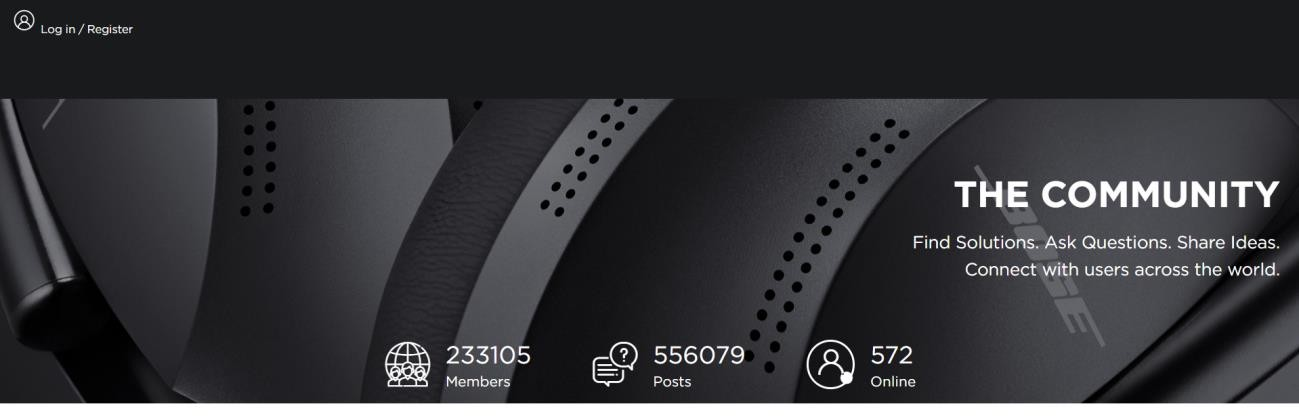 Log in / Register
THE COMMUNITY
BOSE
Find Solutions. Ask Questions. Share Ideas.
Connect with users across the world.
233105
Members
556079
Posts
572
Online